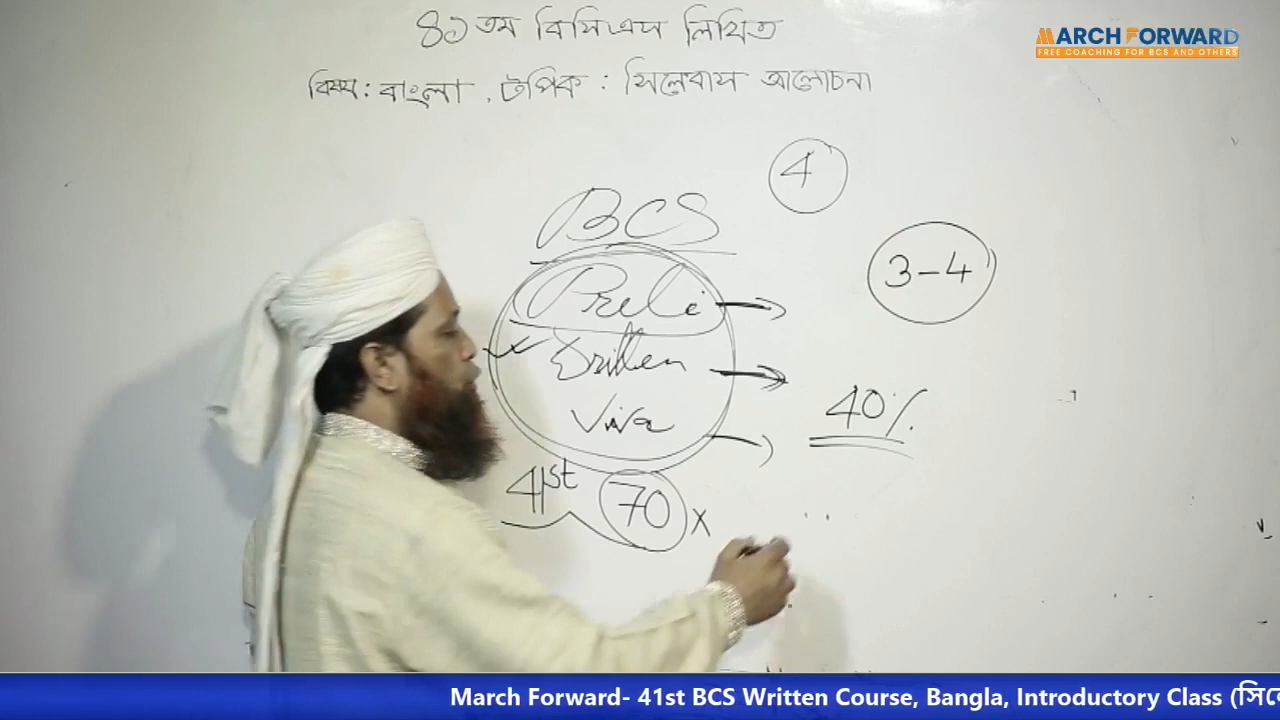 ৪১তম বিসিএস লিখিত
বিষয়: বাংলা, টপিক: সিলেবাস আলোচনা
MARCH FORWARD
FREE COACHING FOR BCS AND OTHERS
4
BCS
3-4
Preli
Written
Viva
40%
41st 70 x
March Forward- 41st BCS Written Course, Bangla, Introductory Class (সিলে